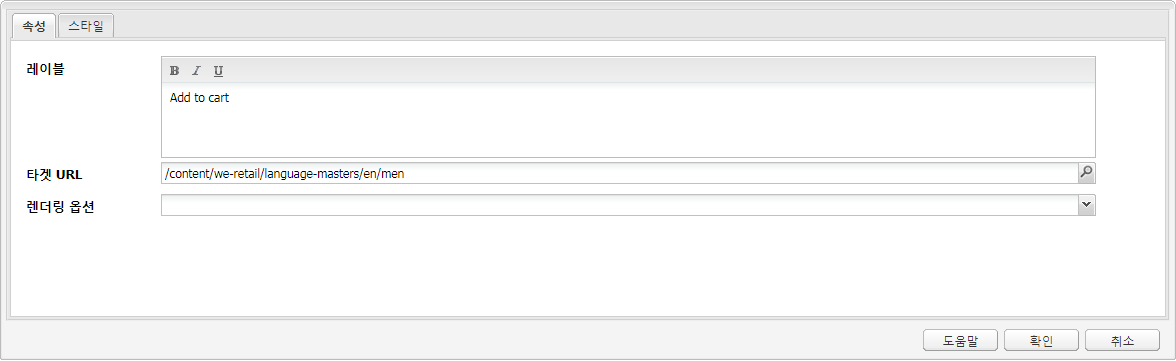 속성 스타일
레이블
B I U
Add to cart
타겟 URL /content/we-retail/language-masters/en/men
렌더링 옵션
도움말 확인 취소